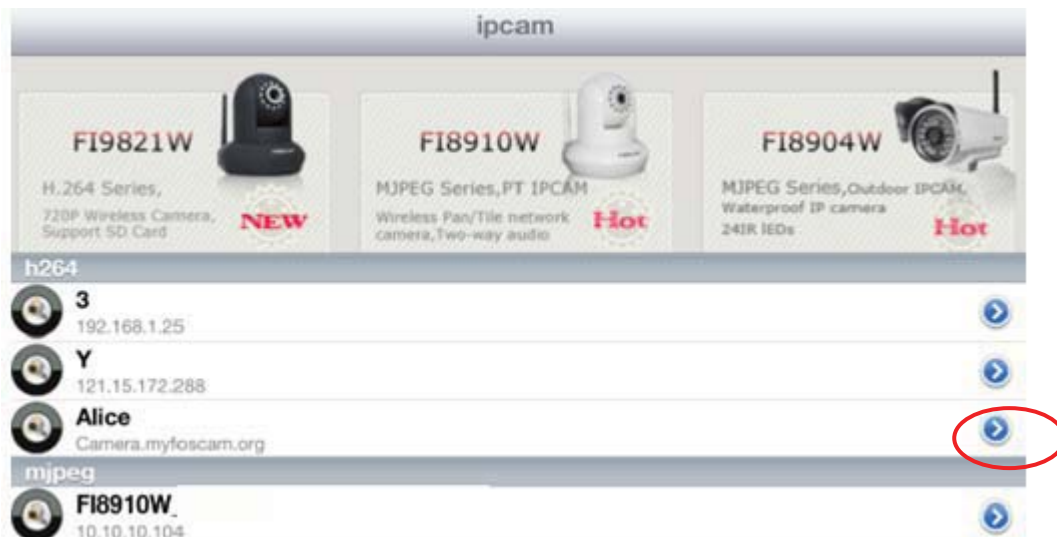 ipcam
FI9821W
H.264 Series,
720P Wireless Camera,
Support SD Card
NEW
FI8910W
MJPEG Series,PT IPCAM
Wireless Pan/Tile network
camera,Two-way audio
Hot
FI8904W
MJPEG Series,Outdoor IPCAM,
Waterproof IP camera
24IR lEDs
Hot
h264
3
192.168.1.25
Y
121.15.172.288
Alice
Camera.myfoscam.org
mjpeg
FI8910W
10.10.10.104